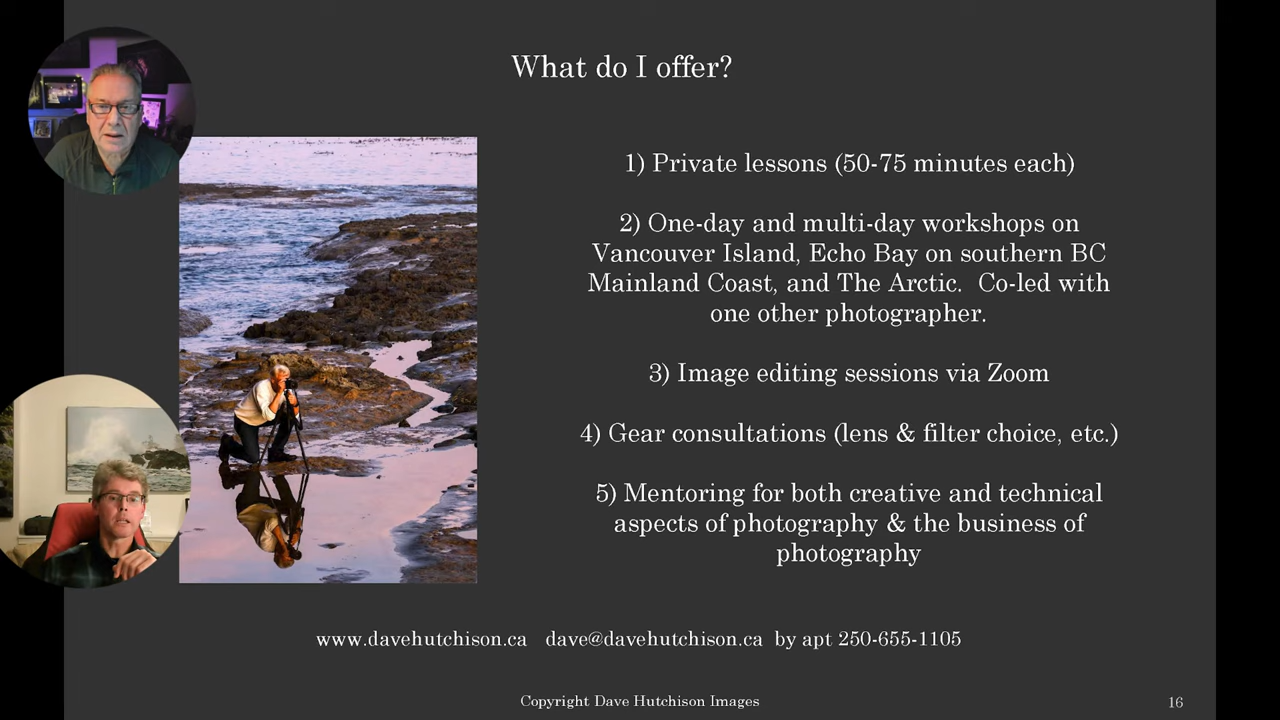 What do I offer?
1) Private lessons (50-75 minutes each)
2) One-day and multi-day workshops on
Vancouver Island, Echo Bay on southern BC
Mainland Coast, and The Arctic.  Co-led with
one other photographer.
3) Image editing sessions via Zoom
4) Gear consultations (lens & filter choice, etc.)
5) Mentoring for both creative and technical
aspects of photography & the business of
photography
www.davehutchison.ca   dave@davehutchison.ca  by apt 250-655-1105
Copyright Dave Hutchison Images
16